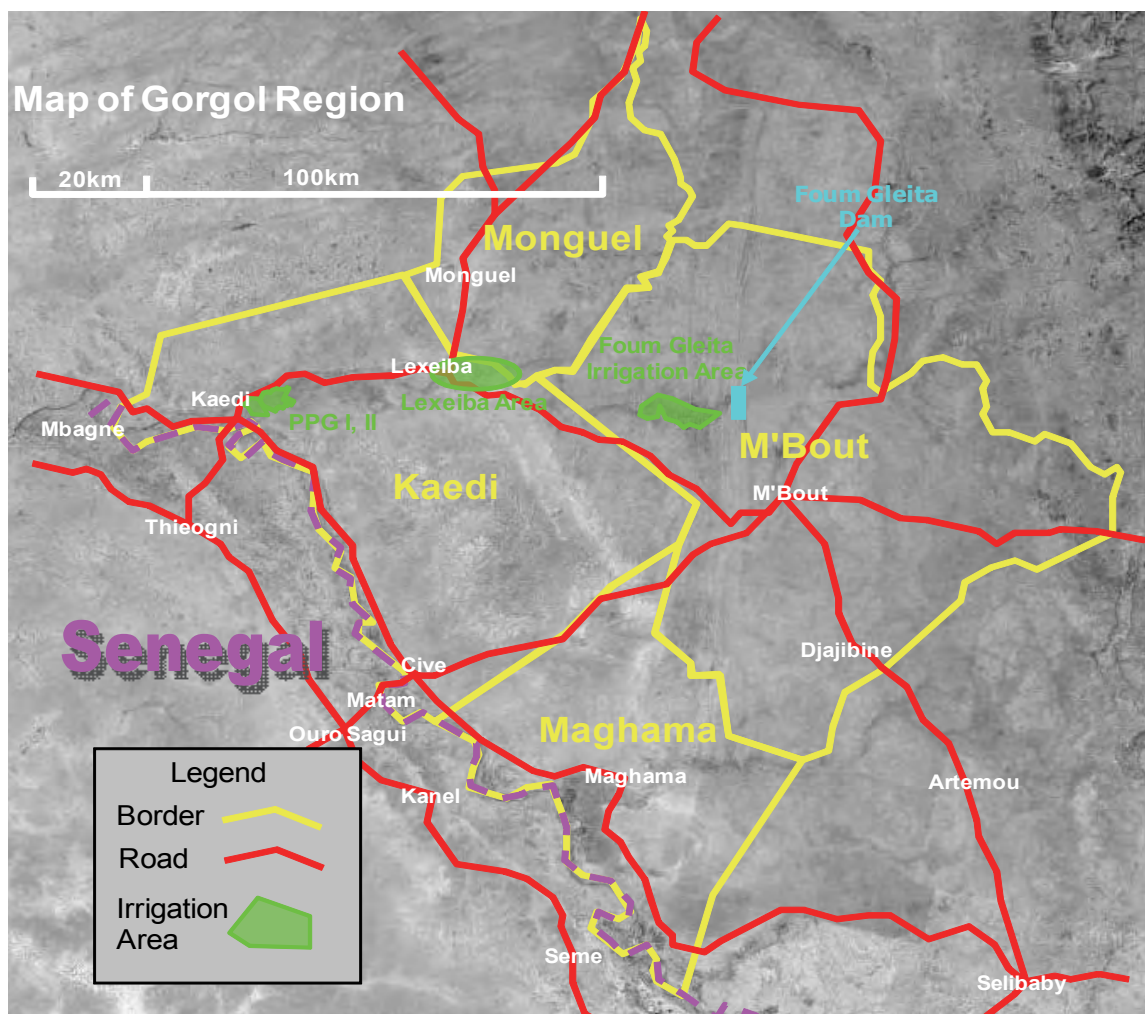 Map of Gorgol Region
20km 100km
Foum Gleita
Dam
Monguel
Monguel
Foum Gleita
Irrigation Area
Lexeiba
Lexeiba Area
Kaedi
PPG I, II
Mbagne
M'Bout
Kaedi
M'Bout
Thieogni
Senegal
Djajibine
Cive
Matam
Maghama
Ouro Sagui
Maghama
Artemou
Kanel
Legend
Border
Road
Irrigation
Area
Seme
Selibaby